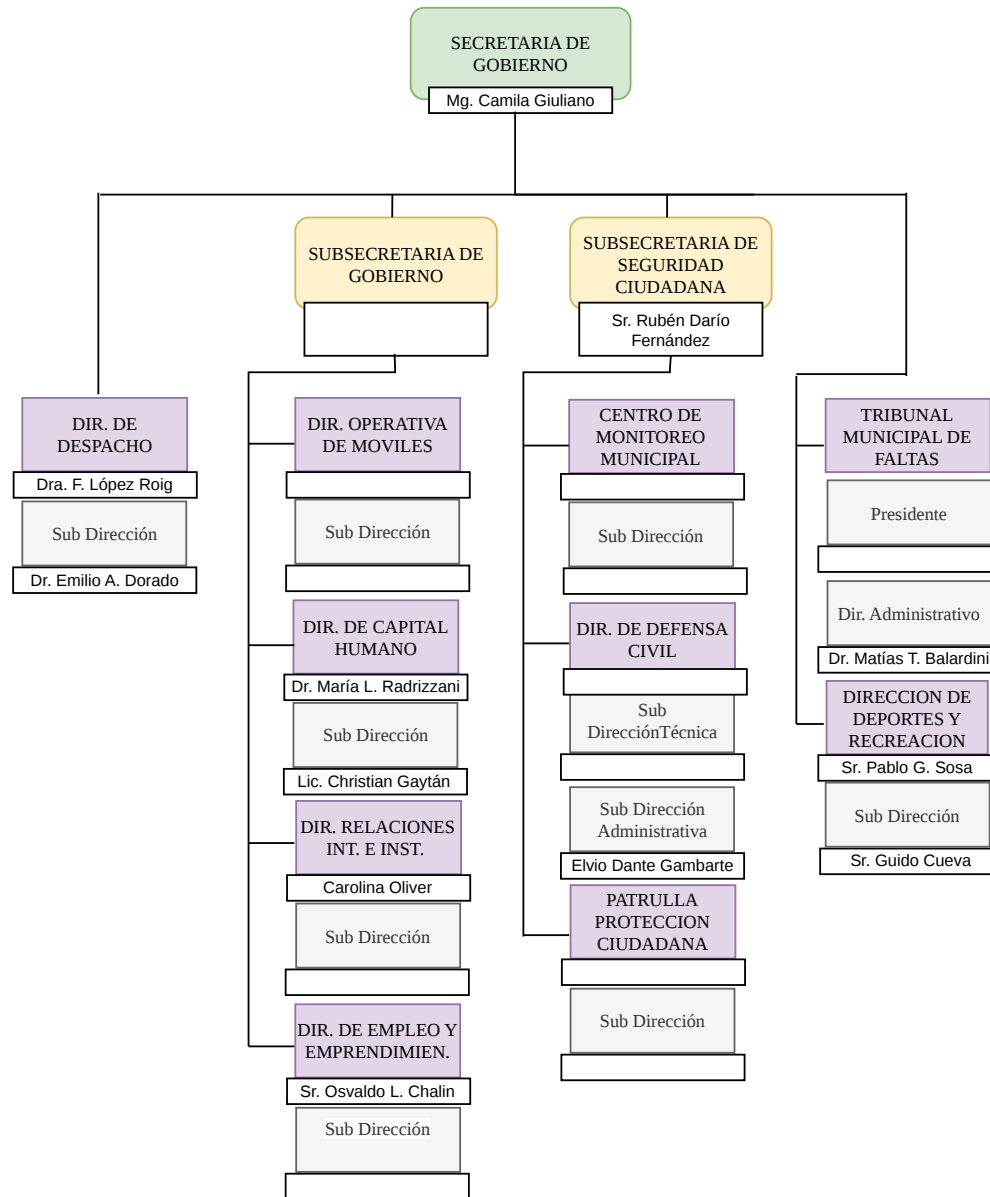 SECRETARIA DE
GOBIERNO
Mg. Camila Giuliano
SUBSECRETARIA DE
GOBIERNO
SUBSECRETARIA DE
SEGURIDAD
CIUDADANA
Sr. Rubén Darío
Fernández
DIR. DE
DESPACHO
Dra. F. López Roig
Sub Dirección
Dr. Emilio A. Dorado
DIR. OPERATIVA
DE MOVILES
Sub Dirección
DIR. DE CAPITAL
HUMANO
Dr. María L. Radrizzani
Sub Dirección
Lic. Christian Gaytán
DIR. RELACIONES
INT. E INST.
Carolina Oliver
Sub Dirección
DIR. DE EMPLEO Y
EMPRENDIMIEN.
Sr. Osvaldo L. Chalin
Sub Dirección
CENTRO DE
MONITOREO
MUNICIPAL
Sub Dirección
DIR. DE DEFENSA
CIVIL
Sub
DirecciónTécnica
Sub Dirección
Administrativa
Elvio Dante Gambarte
PATRULLA
PROTECCION
CIUDADANA
Sub Dirección
TRIBUNAL
MUNICIPAL DE
FALTAS
Presidente
Dir. Administrativo
Dr. Matías T. Balardini
DIRECCION DE
DEPORTES Y
RECREACION
Sr. Pablo G. Sosa
Sub Dirección
Sr. Guido Cueva